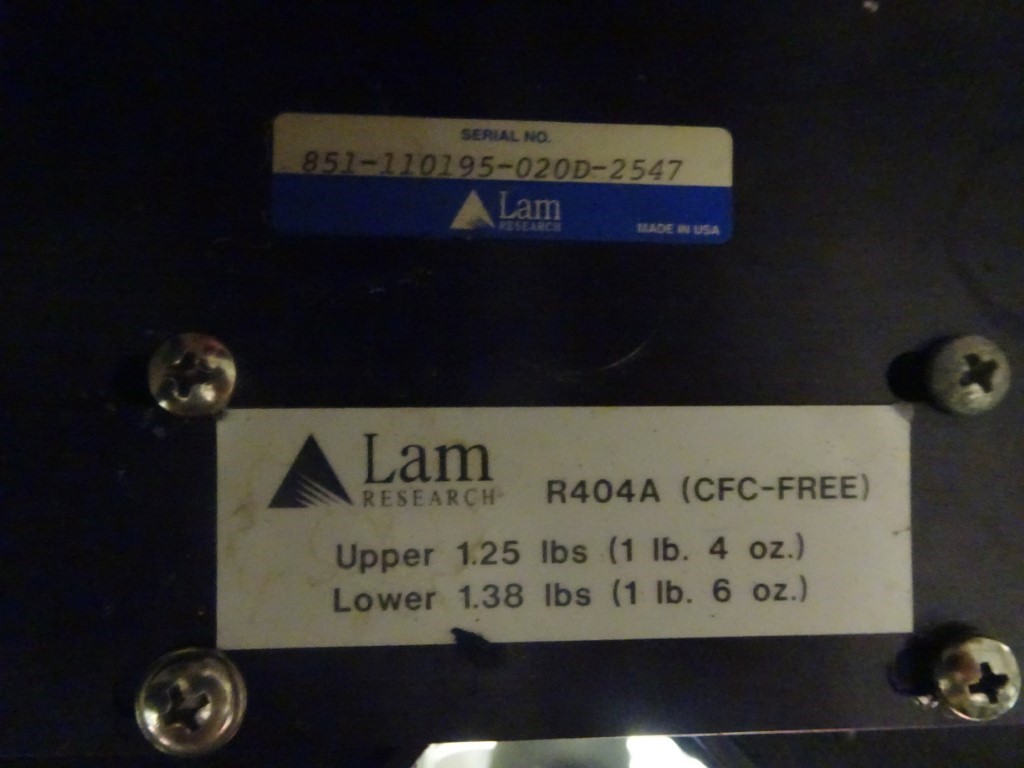 SERIAL NO.
851-110195-020D-2547
Lam
RESEARCH
MADE IN USA
Lam
RESEARCH
R404A (CFC-FREE)
Upper 1.25 lbs (1 lb. 4 oz.)
Lower 1.38 lbs (1 lb. 6 oz.)